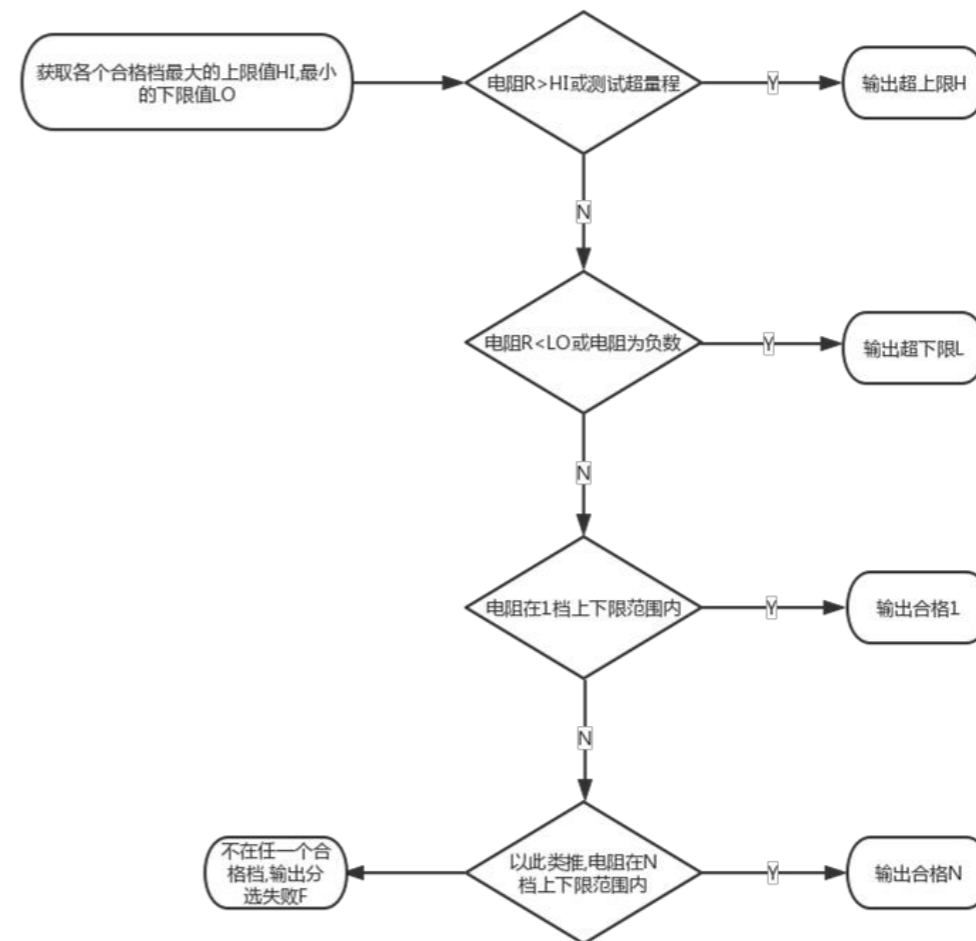 获取各个合格档最大的上限值HI,最小
的下限值LO
电阻R>HI或测试超量程
Y
输出超上限H
N
电阻R<LO或电阻为负数
Y
输出超下限L
N
电阻在1档上下限范围内
Y
输出合格1
N
以此类推,电阻在N
档上下限范围内
Y
输出合格N
不在任一个合
格档,输出分
选失败F